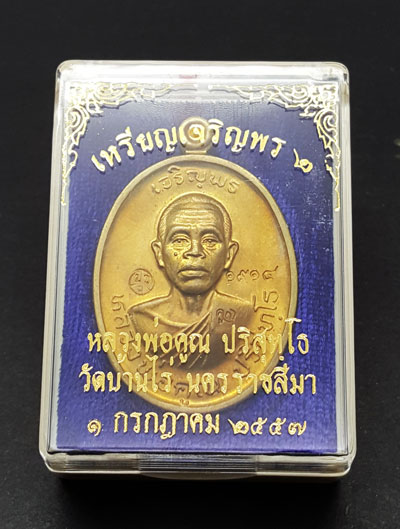 เหรียญเจริญพร ๒
เจริญพร
๑๙๑๔
หลวงพ่อคูณ ปริสุทฺโธ
วัดบ้านไร่ นครราชสีมา
๑ กรกฎาคม ๒๕๕๗